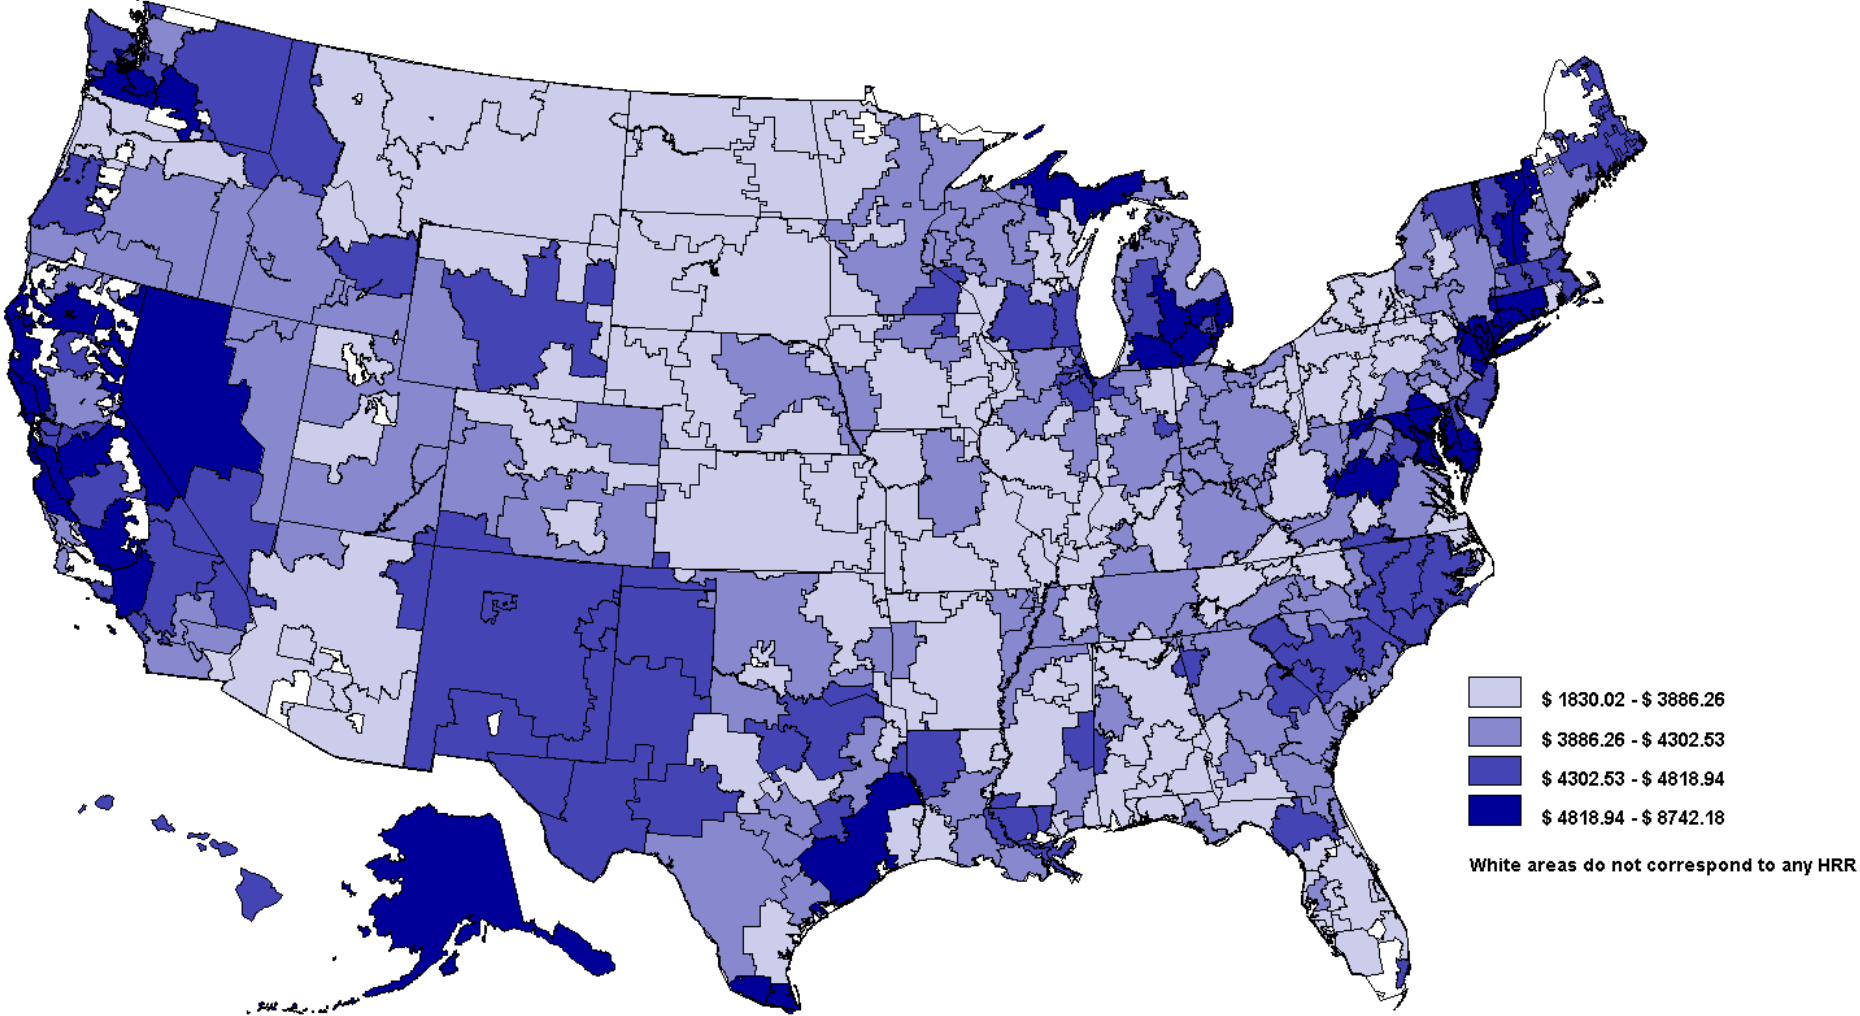 $ 1830.02 - $ 3886.26
$ 3886.26 - $ 4302.53
$ 4302.53 - $ 4818.94
$ 4818.94 - $ 8742.18
White areas do not correspond to any HRR